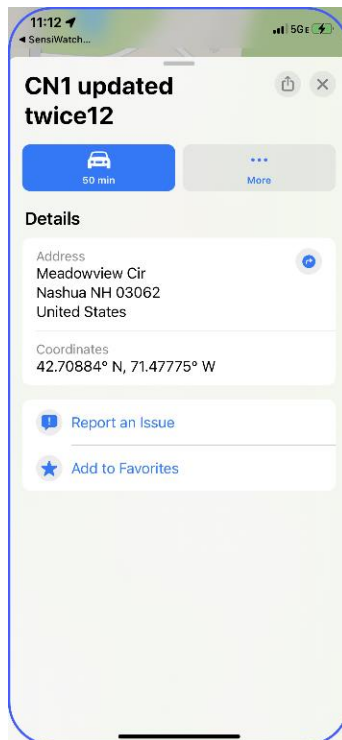 11:12
5GE
◀ SensiWatch...
CN1 updated
twice12
50 min
More
Details
Address
Meadowview Cir
Nashua NH 03062
United States
Coordinates
42.70884° N, 71.47775° W
Report an Issue
Add to Favorites